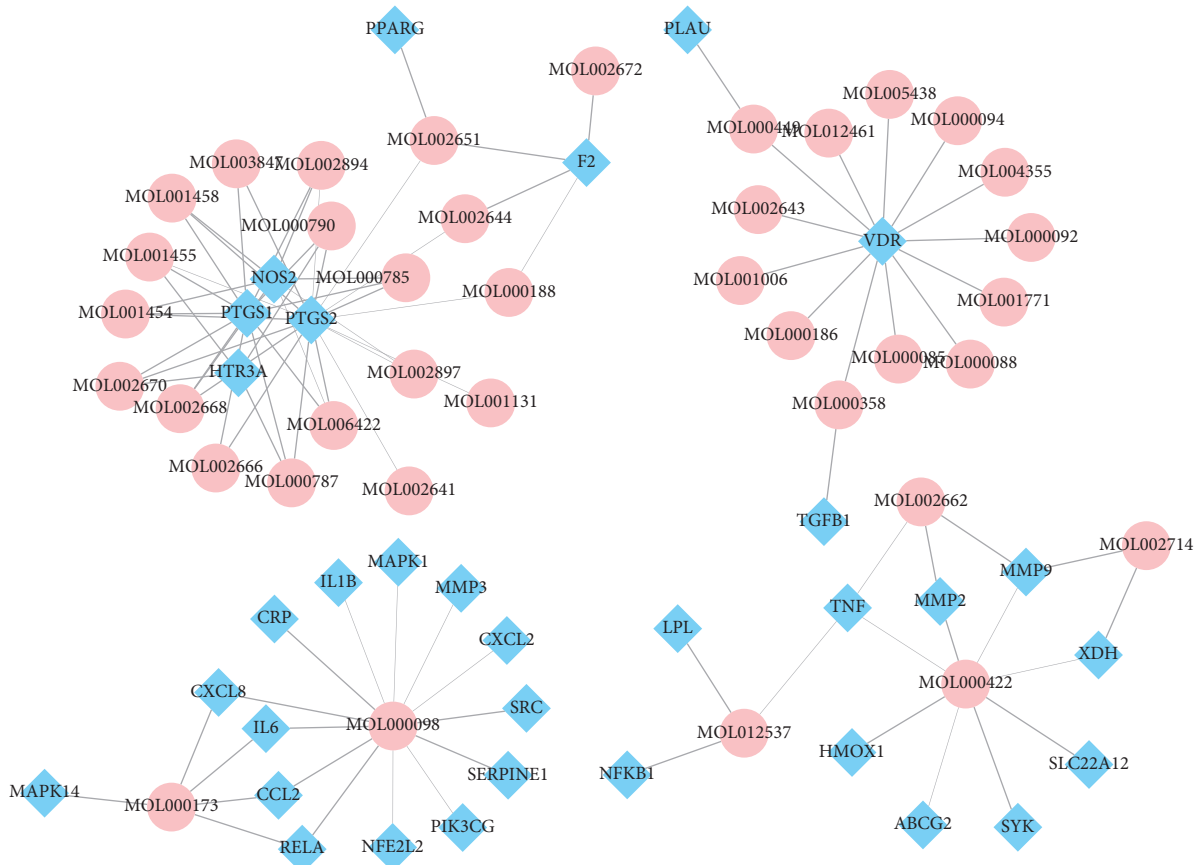 PPARG
PLAU
MOL002672
MOL005438
MOL002651
MOL000449
MOL012461
MOL000094
F2
MOL003847
MOL002894
MOL004355
MOL001458
MOL000790
MOL002644
MOL002643
VDR
MOL000092
MOL001455
NOS2
MOL000785
MOL000188
MOL001006
MOL001771
MOL001454
PTGS1
PTGS2
MOL000186
MOL000085
MOL000088
HTR3A
MOL002897
MOL002670
MOL002668
MOL001131
MOL000358
MOL006422
MOL002666
MOL000787
MOL002641
TGFB1
MOL002662
MOL002714
MAPK1
IL1B
MMP3
MMP9
MMP2
TNF
CRP
LPL
CXCL2
XDH
CXCL8
MOL000422
SRC
IL6
MOL000098
MOL012537
HMOX1
SLC22A12
NFKB1
SERPINE1
MAPK14
MOL000173
CCL2
PIK3CG
ABCG2
SYK
RELA
NFE2L2